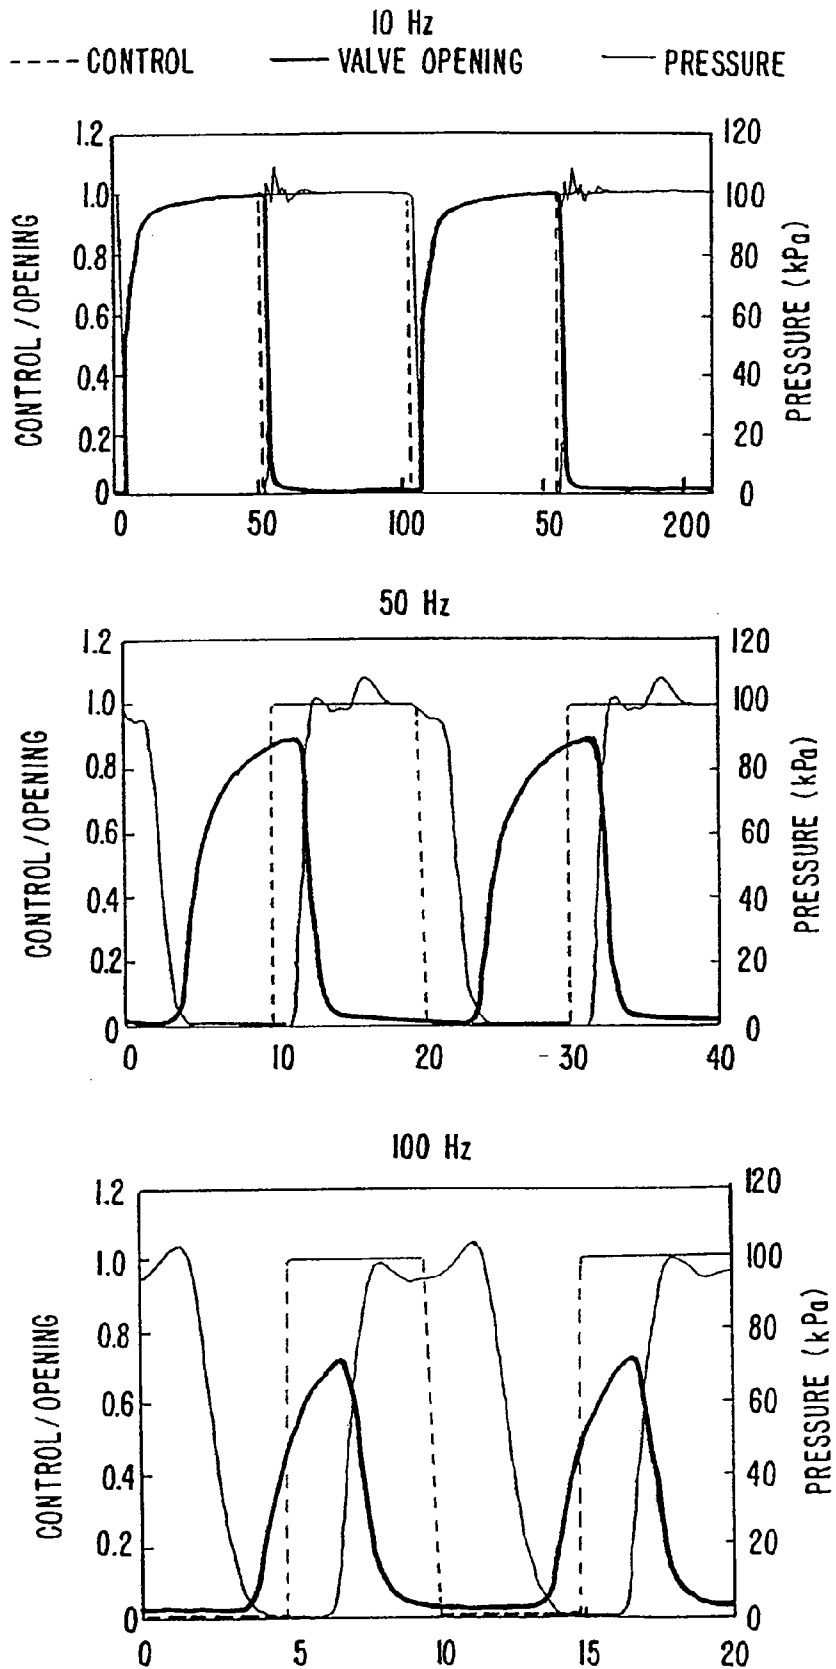 10 Hz
---- CONTROL — VALVE OPENING — PRESSURE
1.2 120
1.0 100
0.8 80
0.6 60
0.4 40
0.2 20
0 0
CONTROL/OPENING
PRESSURE (kPa)
0 50 100 50 200
50 Hz
1.2 120
1.0 100
0.8 80
0.6 60
0.4 40
0.2 20
0 0
CONTROL/OPENING
PRESSURE (kPa)
0 10 20 -30 40
100 Hz
1.2 120
1.0 100
0.8 80
0.6 60
0.4 40
0.2 20
0 0
CONTROL/OPENING
PRESSURE (kPa)
0 5 10 15 20